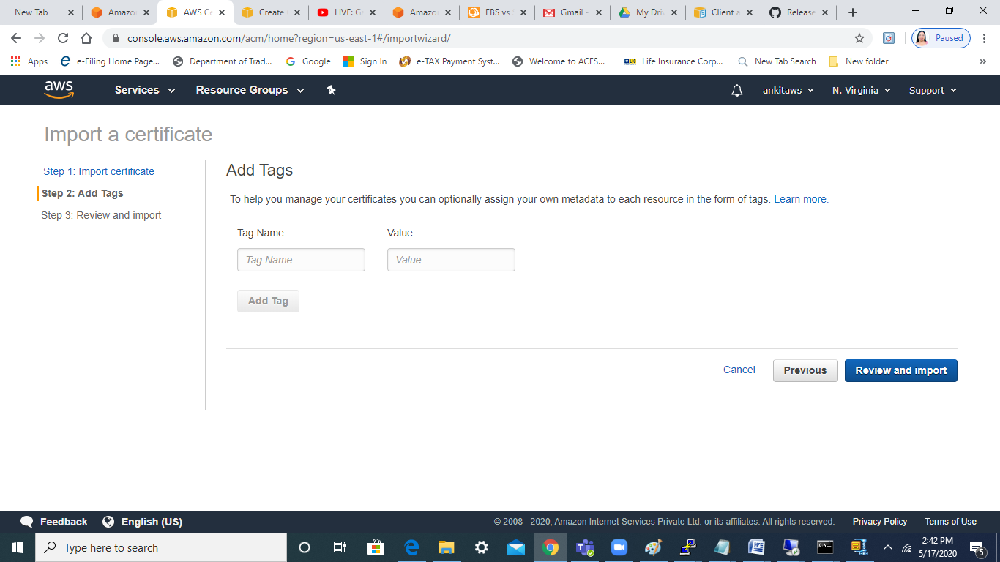 New Tab
Amazo
AWS Ce
Create
LIVE: G
Amazo
EBS vs
Gmail -
My Dri
Client a
Release
console.aws.amazon.com/acm/home?region=us-east-1#/importwizard/
Paused
Apps
e-Filing Home Page...
Department of Trad...
Google
Sign In
e-TAX Payment Syst...
Welcome to ACES...
LIC
Life Insurance Corp...
New Tab Search
New folder
»
aws
Services
Resource Groups
ankitaws
N. Virginia
Support
Import a certificate
Step 1: Import certificate
Step 2: Add Tags
Step 3: Review and import
Add Tags
To help you manage your certificates you can optionally assign your own metadata to each resource in the form of tags. Learn more.
Tag Name
Value
Tag Name
Value
Add Tag
Cancel
Previous
Review and import
Feedback
English (US)
© 2008 - 2020, Amazon Internet Services Private Ltd. or its affiliates. All rights reserved.
Privacy Policy
Terms of Use
Type here to search
2:42 PM
5/17/2020
5